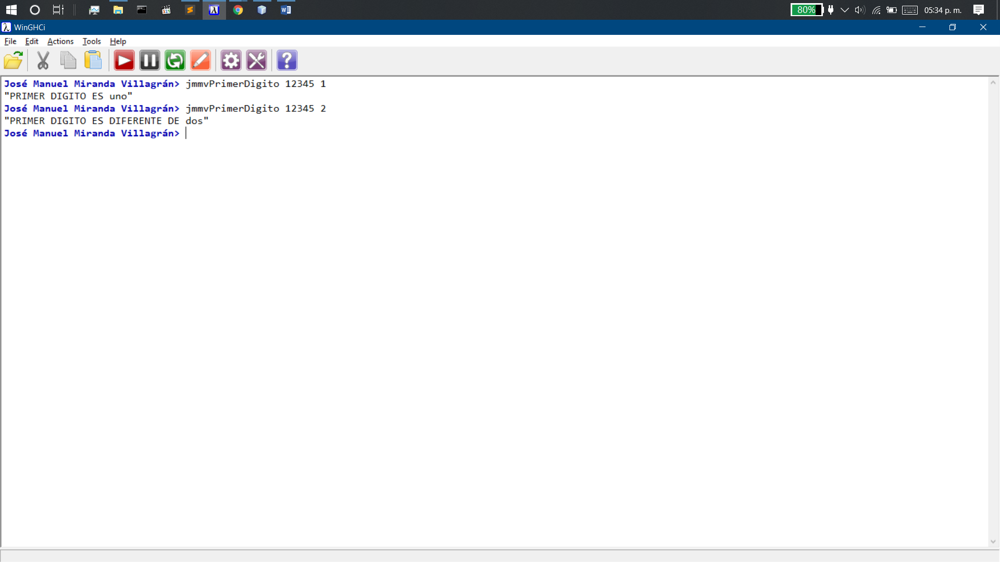 80%
05:34 p. m.
WinGHCi
File Edit Actions Tools Help
José Manuel Miranda Villagrán> jmmvPrimerDigito 12345 1
"PRIMER DIGITO ES uno"
José Manuel Miranda Villagrán> jmmvPrimerDigito 12345 2
"PRIMER DIGITO ES DIFERENTE DE dos"
José Manuel Miranda Villagrán>